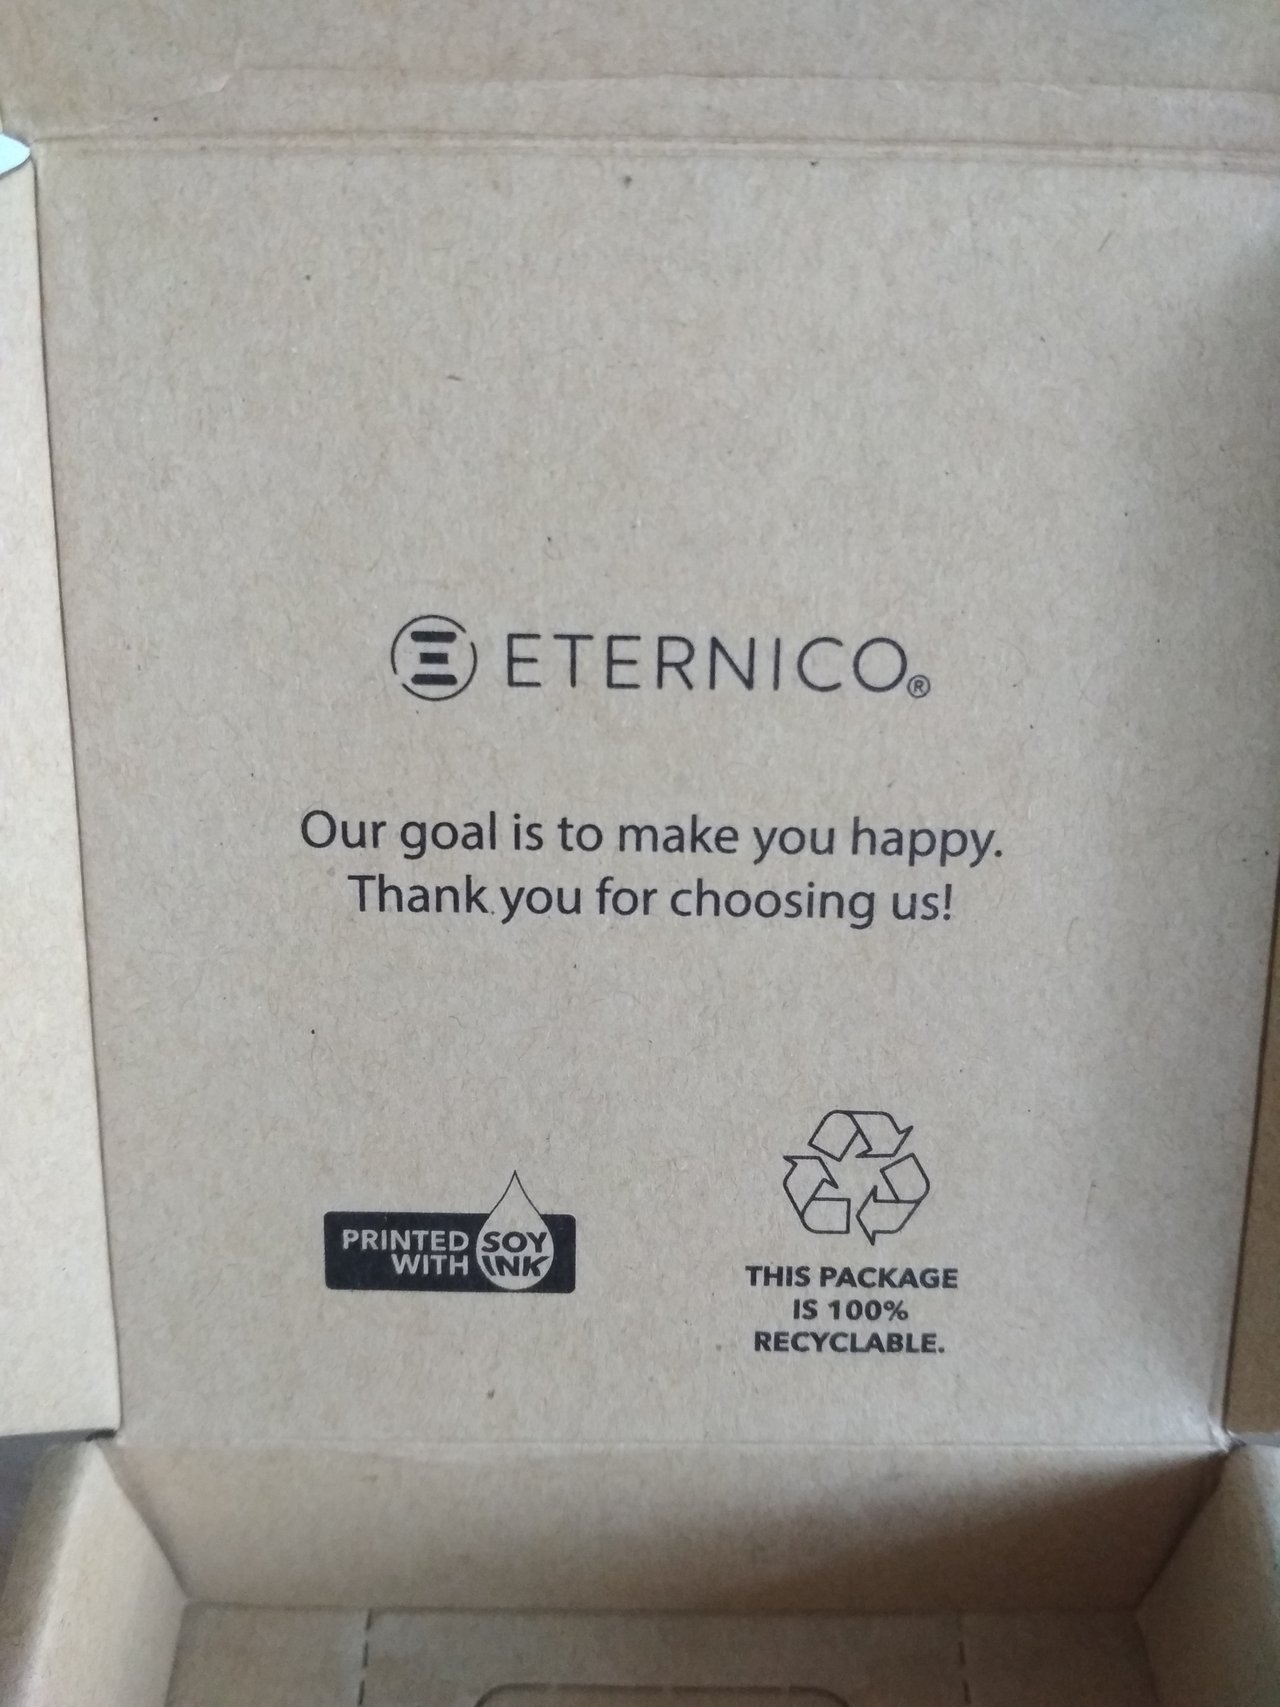 ETERNICO®
Our goal is to make you happy.
Thank you for choosing us!
PRINTED WITH SOY INK
THIS PACKAGE
IS 100%
RECYCLABLE.